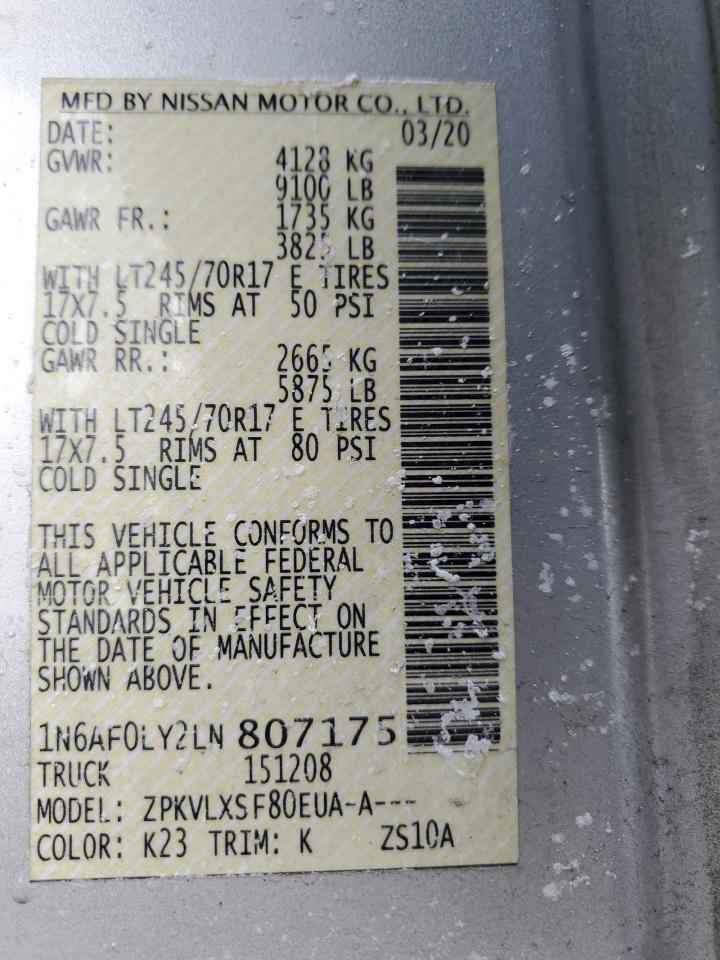 MFD BY NISSAN MOTOR CO., LTD.
DATE: 03/20
GVWR: 4128 KG
9100 LB
GAWR FR.: 1735 KG
3825 LB
WITH LT245/70R17 E TIRES
17X7.5 RIMS AT 50 PSI
COLD SINGLE
GAWR RR.: 2665 KG
5875 LB
WITH LT245/70R17 E TIRES
17X7.5 RIMS AT 80 PSI
COLD SINGLE
THIS VEHICLE CONFORMS TO
ALL APPLICABLE FEDERAL
MOTOR VEHICLE SAFETY
STANDARDS IN EFFECT ON
THE DATE OF MANUFACTURE
SHOWN ABOVE.
1N6AF0LY2LN 807175
TRUCK 151208
MODEL: ZPKVLXSF80EUA-A---
COLOR: K23 TRIM: K ZS10A